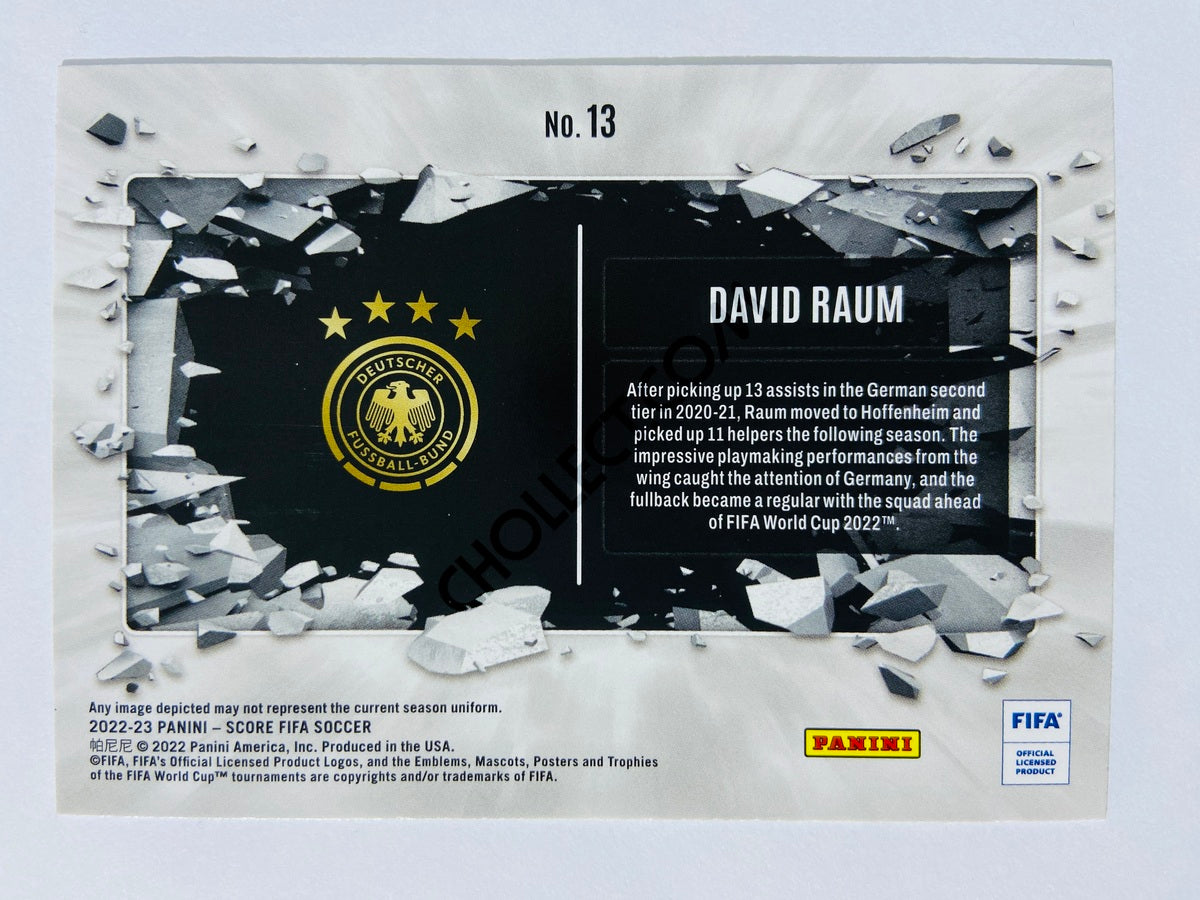 No. 13
DEUTSCHER
FUSSBALL-BUND
DAVID RAUM
After picking up 13 assists in the German second
tier in 2020-21, Raum moved to Hoffenheim and
picked up 11 helpers the following season. The
impressive playmaking performances from the
wing caught the attention of Germany, and the
fullback became a regular with the squad ahead
of FIFA World Cup 2022™.
CHOLLECT.COM
Any image depicted may not represent the current season uniform.
2022-23 PANINI – SCORE FIFA SOCCER
帕尼尼 © 2022 Panini America, Inc. Produced in the USA.
©FIFA, FIFA's Official Licensed Product Logos, and the Emblems, Mascots, Posters and Trophies
of the FIFA World Cup™ tournaments are copyrights and/or trademarks of FIFA.
PANINI
FIFA®
OFFICIAL
LICENSED
PRODUCT